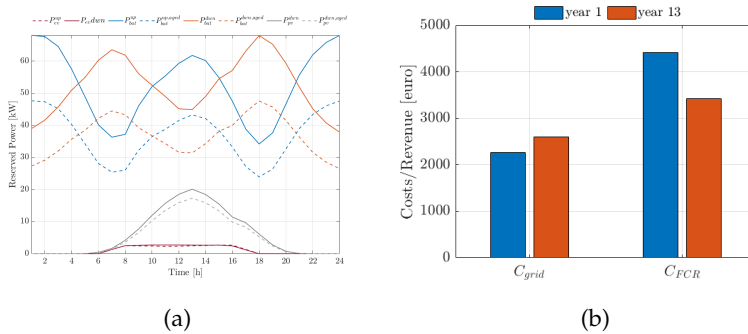 P_{ev}^{up} P_{ev}dwn P_{bat}^{up} P_{bat}^{up,aged} P_{bat}^{dwn} P_{bat}^{dwn,aged} P_{pv}^{dwn} P_{pv}^{dwn,aged}
Reserved Power [kW]
60
50
40
30
20
10
0
2 4 6 8 10 12 14 16 18 20 22 24
Time [h]
(a)
year 1 year 13
Costs/Revenue [euro]
5000
4000
3000
2000
1000
0
C_{grid} C_{FCR}
(b)